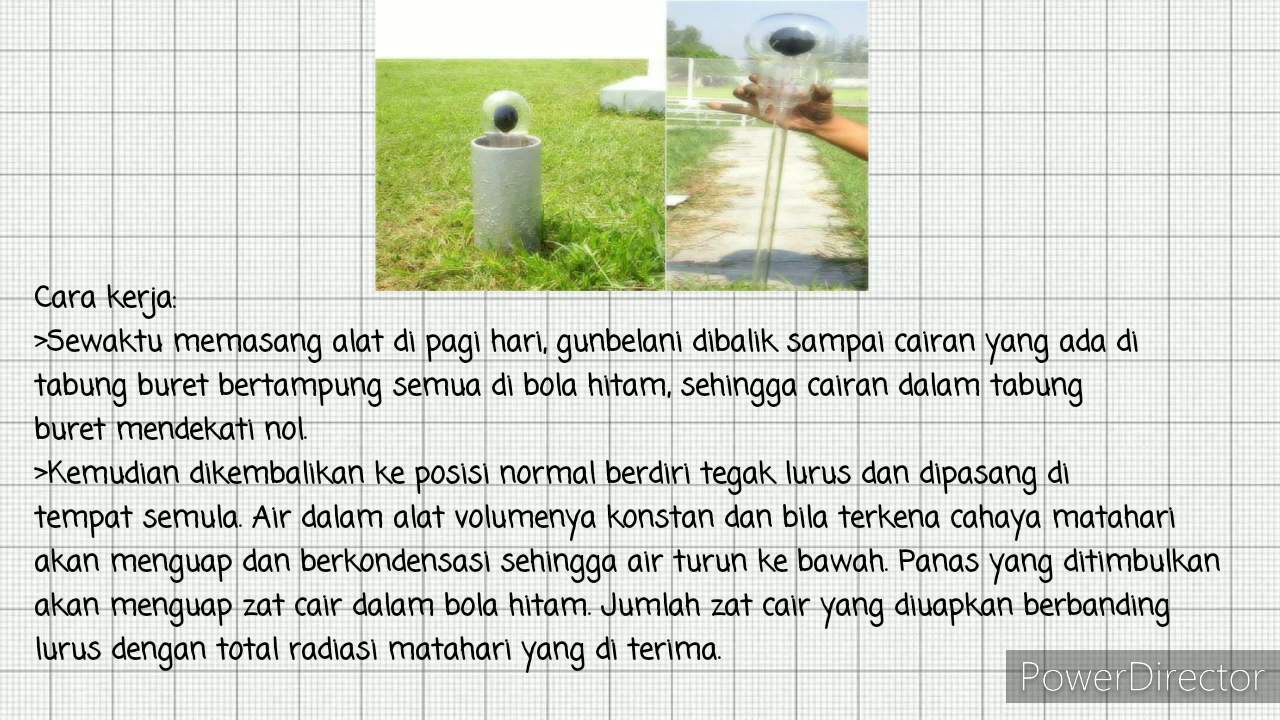 Cara kerja:
>Sewaktu memasang alat di pagi hari, gunbelani dibalik sampai cairan yang ada di
tabung buret bertampung semua di bola hitam, sehingga cairan dalam tabung
buret mendekati nol.
>Kemudian dikembalikan ke posisi normal berdiri tegak lurus dan dipasang di
tempat semula. Air dalam alat volumenya konstan dan bila terkena cahaya matahari
akan menguap dan berkondensasi sehingga air turun ke bawah. Panas yang ditimbulkan
akan menguap zat cair dalam bola hitam. Jumlah zat cair yang diuapkan berbanding
lurus dengan total radiasi matahari yang di terima.
PowerDirector